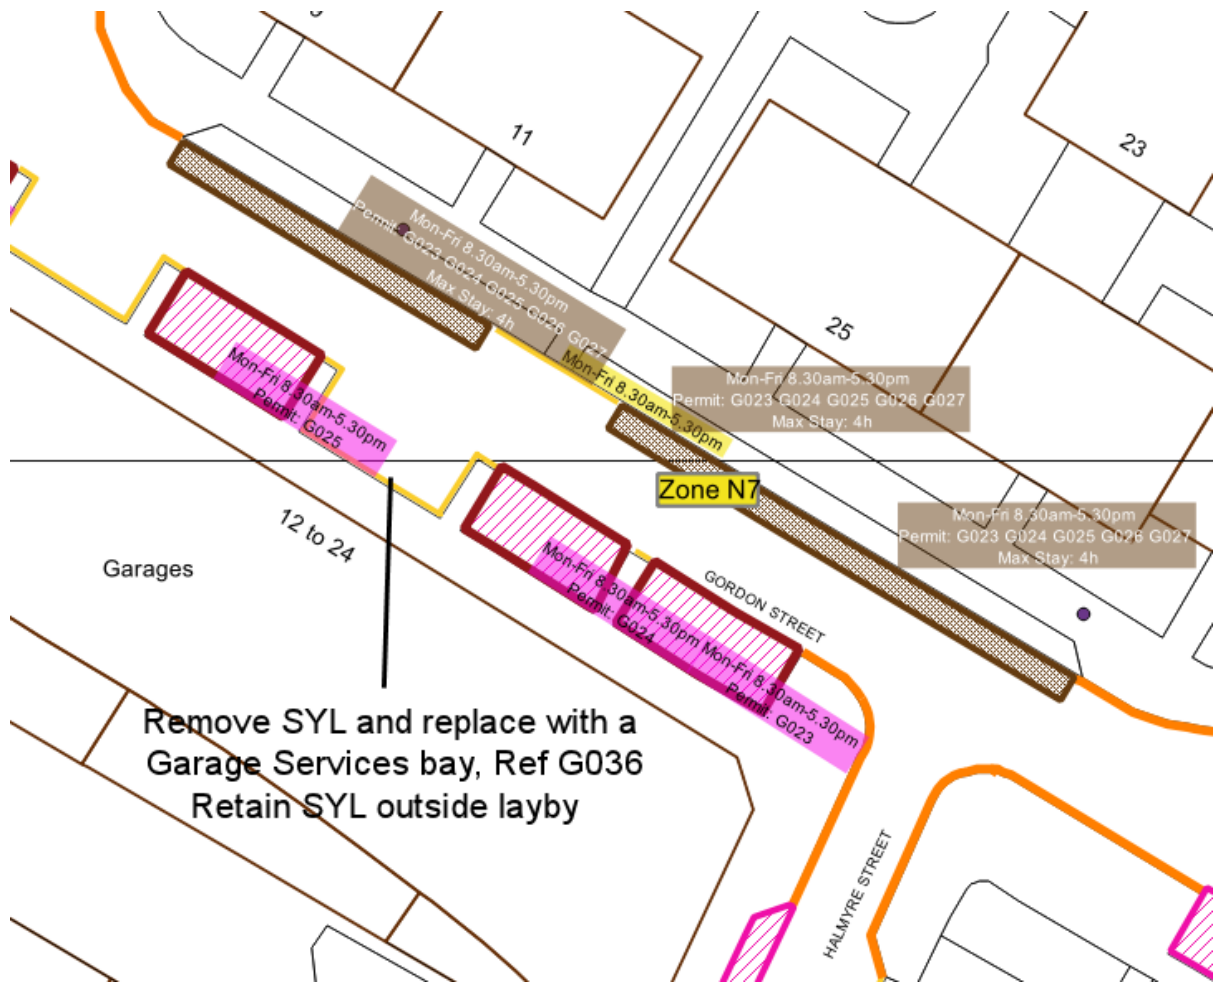 11
23
Mon-Fri 8.30am-5.30pm
Permit: G023 G024 G025 G026 G027
Max Stay: 4h
25
Mon-Fri 8.30am-5.30pm
Mon-Fri 8.30am-5.30pm
Permit: G023 G024 G025 G026 G027
Max Stay: 4h
Mon-Fri 8.30am-5.30pm
Permit: G025
Zone N7
Mon-Fri 8.30am-5.30pm
Permit: G023 G024 G025 G026 G027
Max Stay: 4h
12 to 24
Garages
Mon-Fri 8.30am-5.30pm
Permit: G024
GORDON STREET
Mon-Fri 8.30am-5.30pm
Permit: G023
Remove SYL and replace with a
Garage Services bay, Ref G036
Retain SYL outside layby
HALMYRE STREET